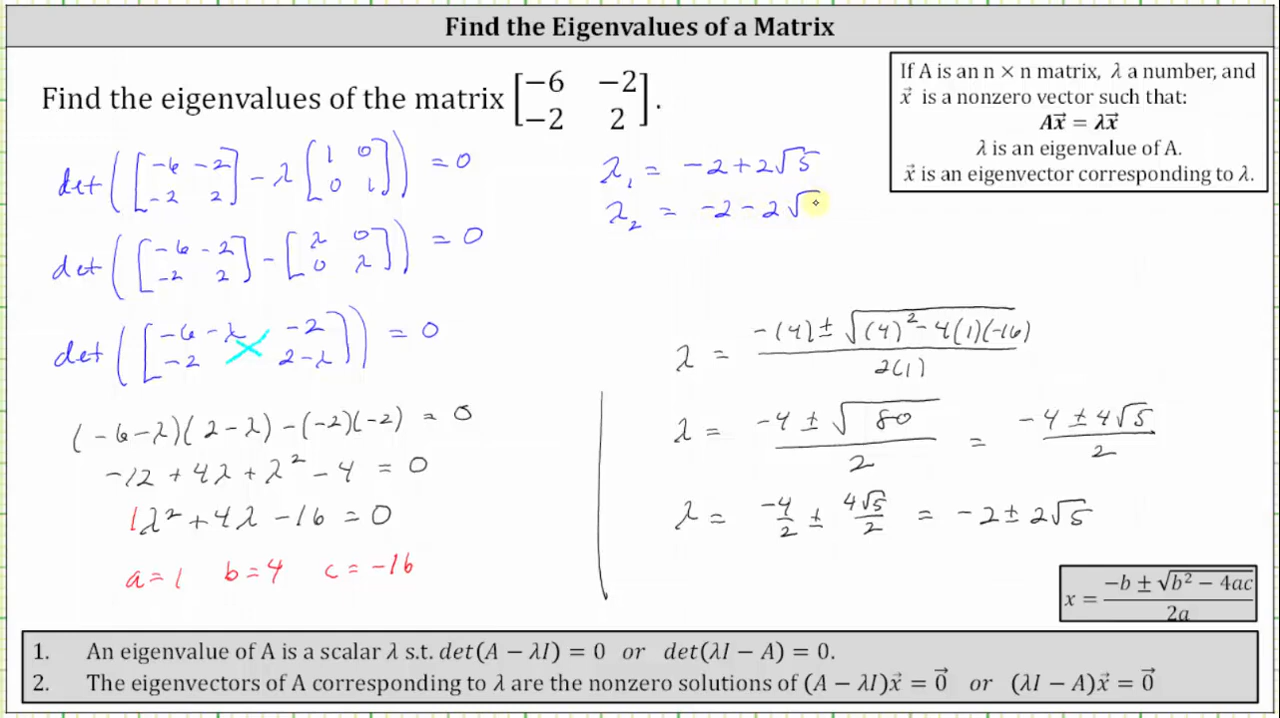 Find the Eigenvalues of a Matrix
Find the eigenvalues of the matrix [−6 −2; −2 2].
If A is an n × n matrix, λ a number, and
x⃗ is a nonzero vector such that:
Ax⃗ = λx⃗
λ is an eigenvalue of A.
x⃗ is an eigenvector corresponding to λ.
det([−6 −2; −2 2] − λ[1 0; 0 1]) = 0
det([−6 −2; −2 2] − [λ 0; 0 λ]) = 0
det([−6−λ −2; −2 2−λ]) = 0
(−6−λ)(2−λ) − (−2)(−2) = 0
−12 + 4λ + λ² − 4 = 0
1λ² + 4λ − 16 = 0
a = 1 b = 4 c = −16
λ₁ = −2 + 2√5
λ₂ = −2 − 2√
λ = (−(4) ± √((4)² − 4(1)(−16))) / 2(1)
λ = (−4 ± √80) / 2 = (−4 ± 4√5) / 2
λ = −4/2 ± 4√5/2 = −2 ± 2√5
x = (−b ± √(b² − 4ac)) / 2a
1. An eigenvalue of A is a scalar λ s.t. det(A − λI) = 0 or det(λI − A) = 0.
2. The eigenvectors of A corresponding to λ are the nonzero solutions of (A − λI)x⃗ = 0⃗ or (λI − A)x⃗ = 0⃗